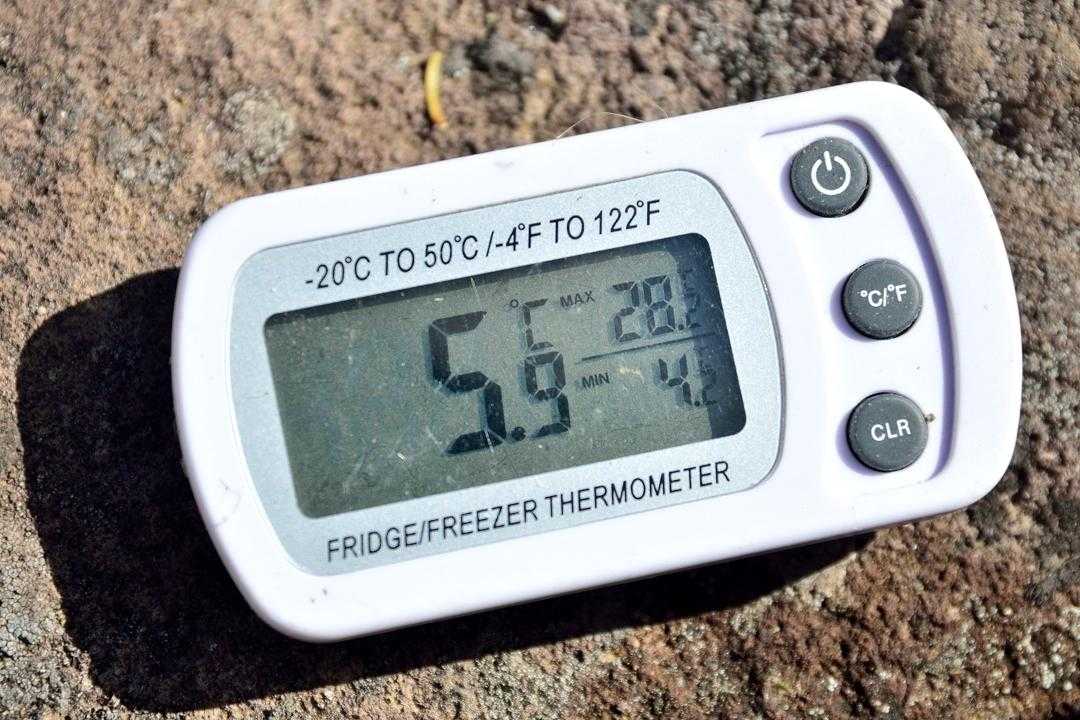 -20°C TO 50°C /-4°F TO 122°F
°C
5.9
MAX 28.2
MIN 4.2
FRIDGE/FREEZER THERMOMETER
°C/°F
CLR